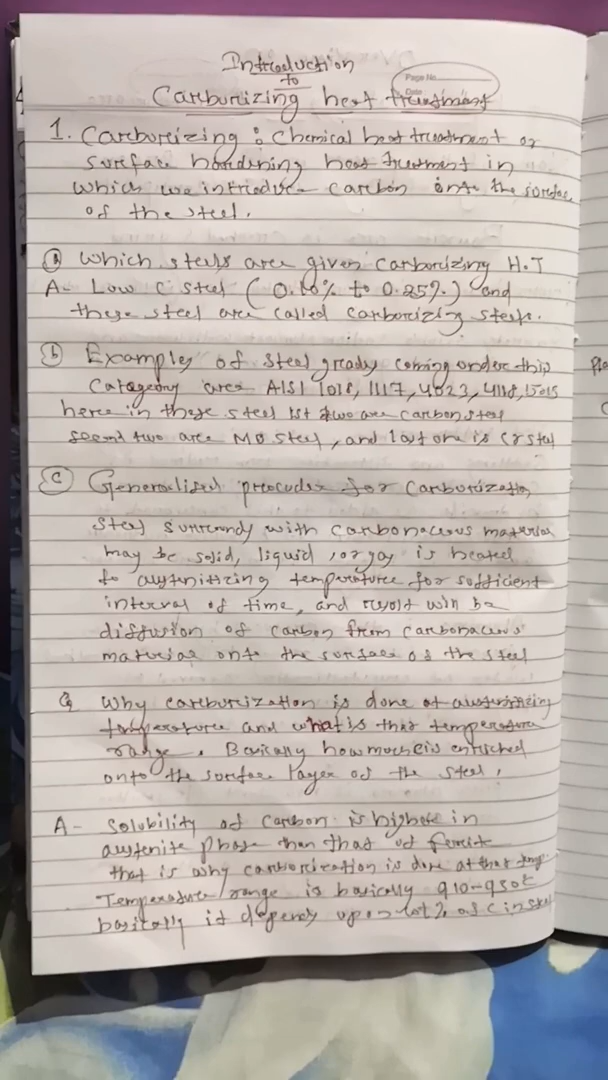 Introduction
to
Page No.
Date
Carburizing heat treatment
1. Carburizing : Chemical heat treatment or
surface hardening heat treatment in
which we introduce carbon onto the surface
of the steel.
(a) Which steels are given carburizing H.T
A- Low C steel (0.10% to 0.25%) and
these steel are called carburizing steels.
(b) Examples of steel grades coming under this
Catageory are AISI 1018, 1117, 4023, 4118, 5015
here in these steel 1st two are carbon steel
second two are Mo steel, and last one is Cr steel
(c) Generalised procedure for Carburization
Steel surrounds with carbonaceous material
may be solid, liquid, or gas is heated
to austenitizing temperature for sufficient
interval of time, and result will be
diffusion of carbon from carbonaceous
material onto the surface of the steel
Q Why carburization is done at austenitizing
temperature and what is that temperature
range. Basically how much C is enriched
onto the surface layer of the steel.
A- Solubility of carbon is highest in
austenite phase than that of ferrite
that is why carburization is done at that temp.
Temperature range is basically 910-950°C
basically it depends upon wt% of C in steel
Pla